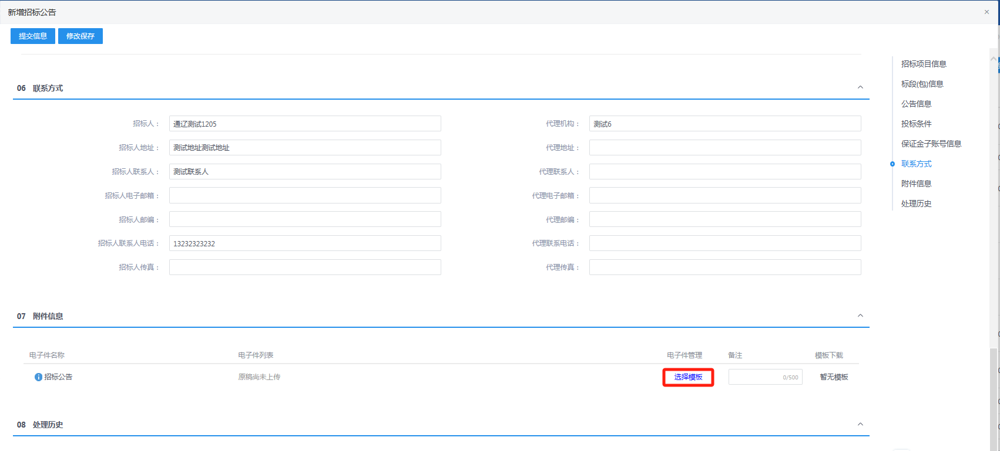 新增招标公告
×
提交信息 修改保存
招标项目信息
标段(包)信息
公告信息
投标条件
保证金子账号信息
联系方式
附件信息
处理历史
06 联系方式
招标人： 通辽测试1205 代理机构： 测试6
招标人地址： 测试地址测试地址 代理地址：
招标人联系人： 测试联系人 代理联系人：
招标人电子邮箱： 代理电子邮箱：
招标人邮编： 代理邮编：
招标人联系人电话： 13232323232 代理联系电话：
招标人传真： 代理传真：
07 附件信息
电子件名称 电子件列表 电子件管理 备注 模板下载
招标公告 原稿尚未上传 选择模板 0/500 暂无模板
08 处理历史